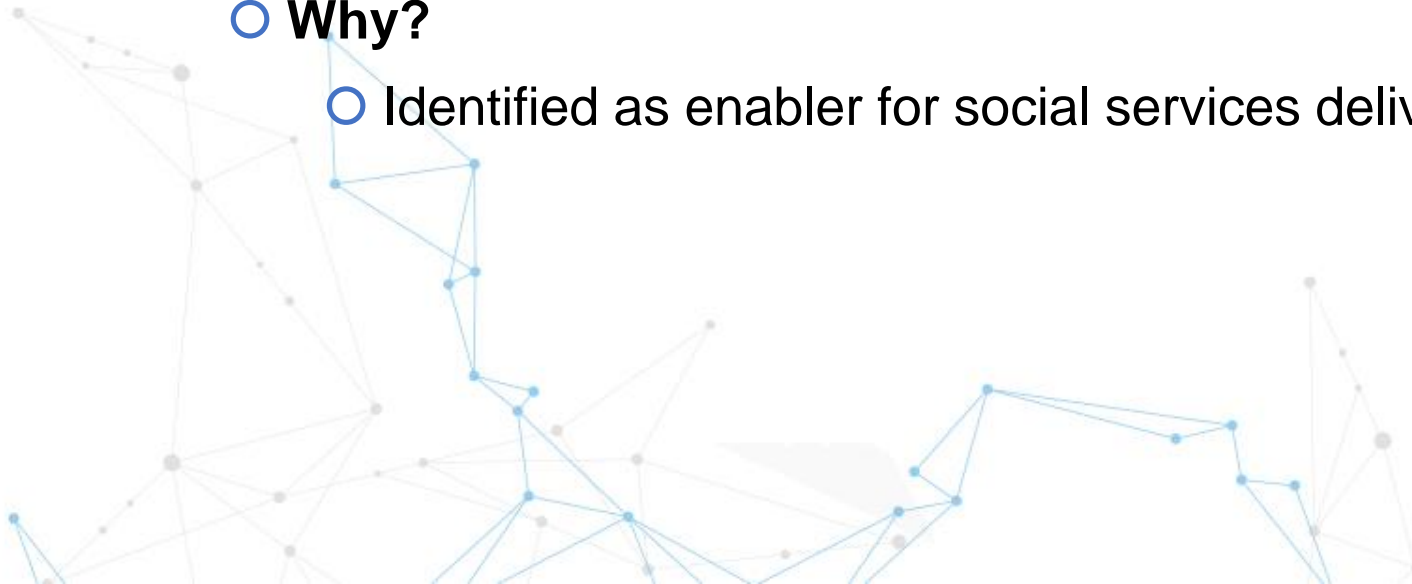 Why?
Identified as enabler for social services